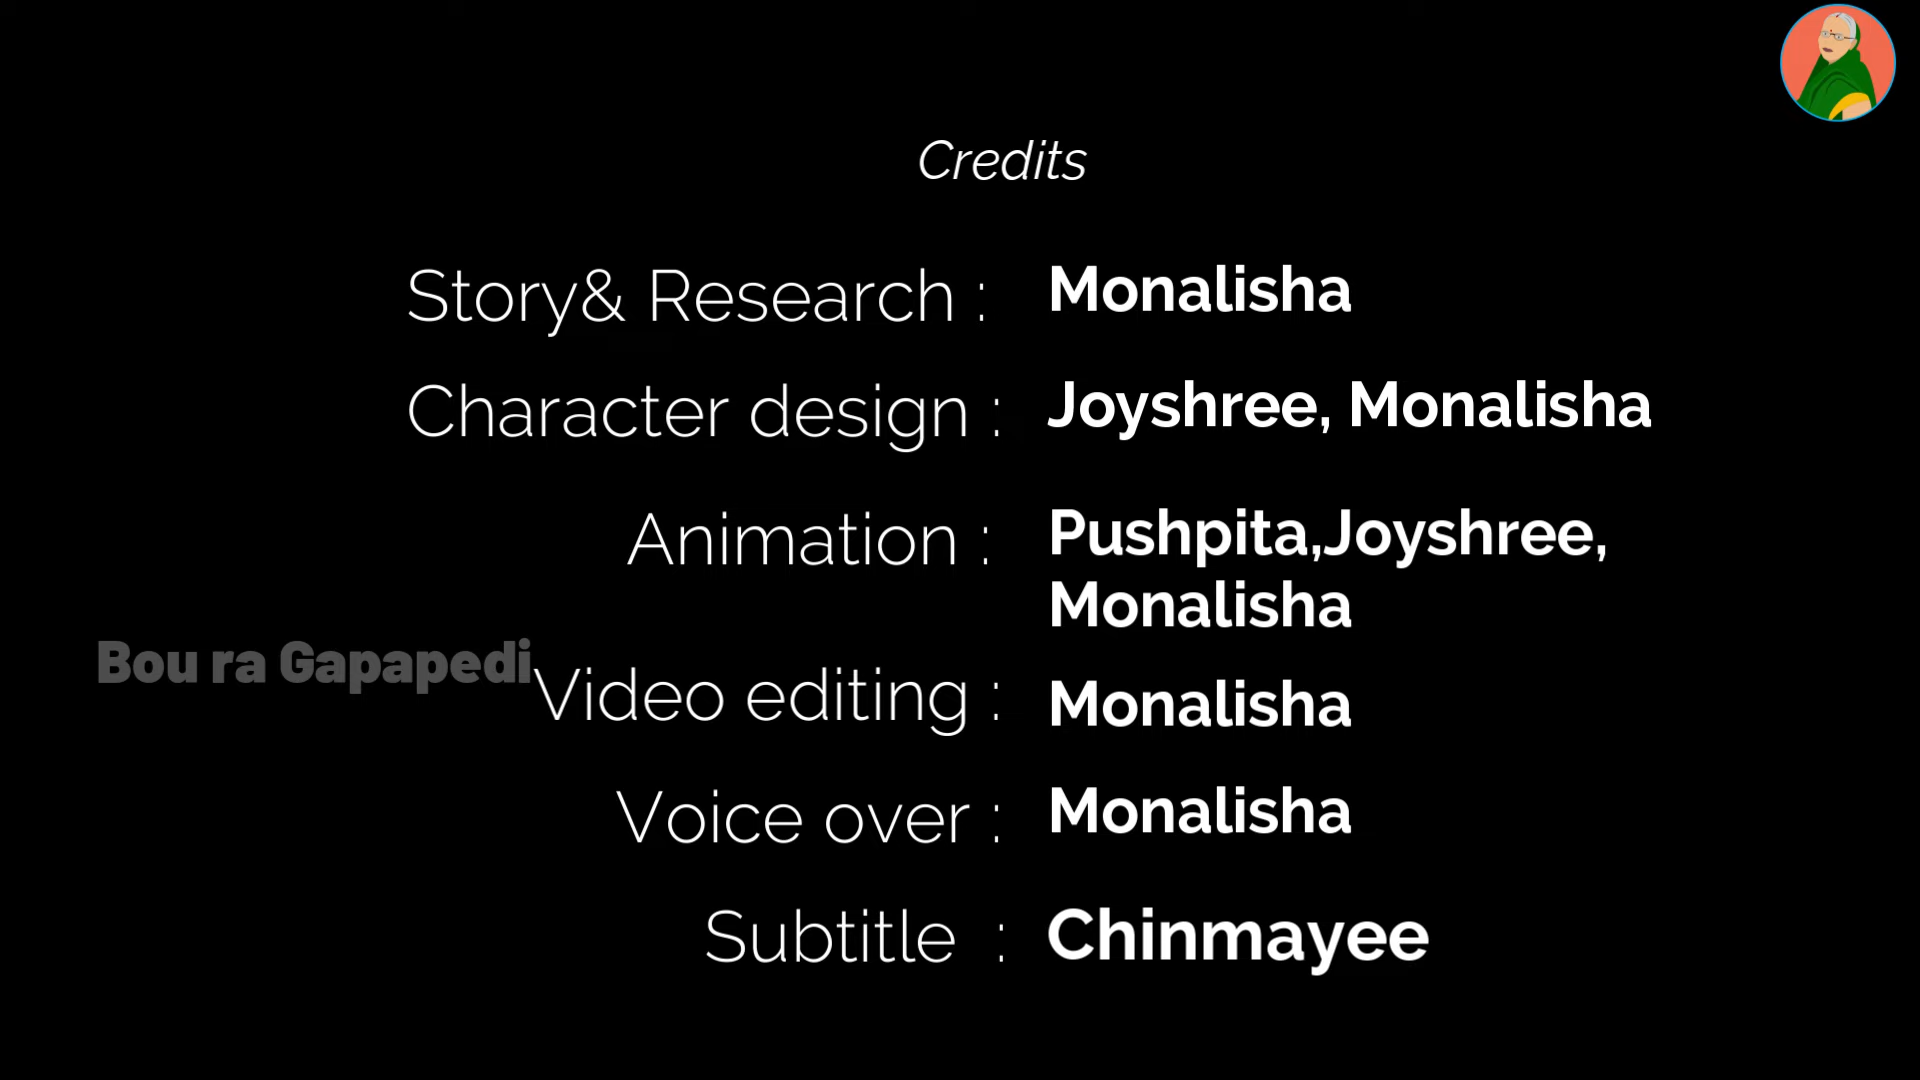 Credits
Story& Research : Monalisha
Character design : Joyshree, Monalisha
Animation : Pushpita,Joyshree,
Monalisha
Bou ra Gapapedi
Video editing : Monalisha
Voice over : Monalisha
Subtitle : Chinmayee